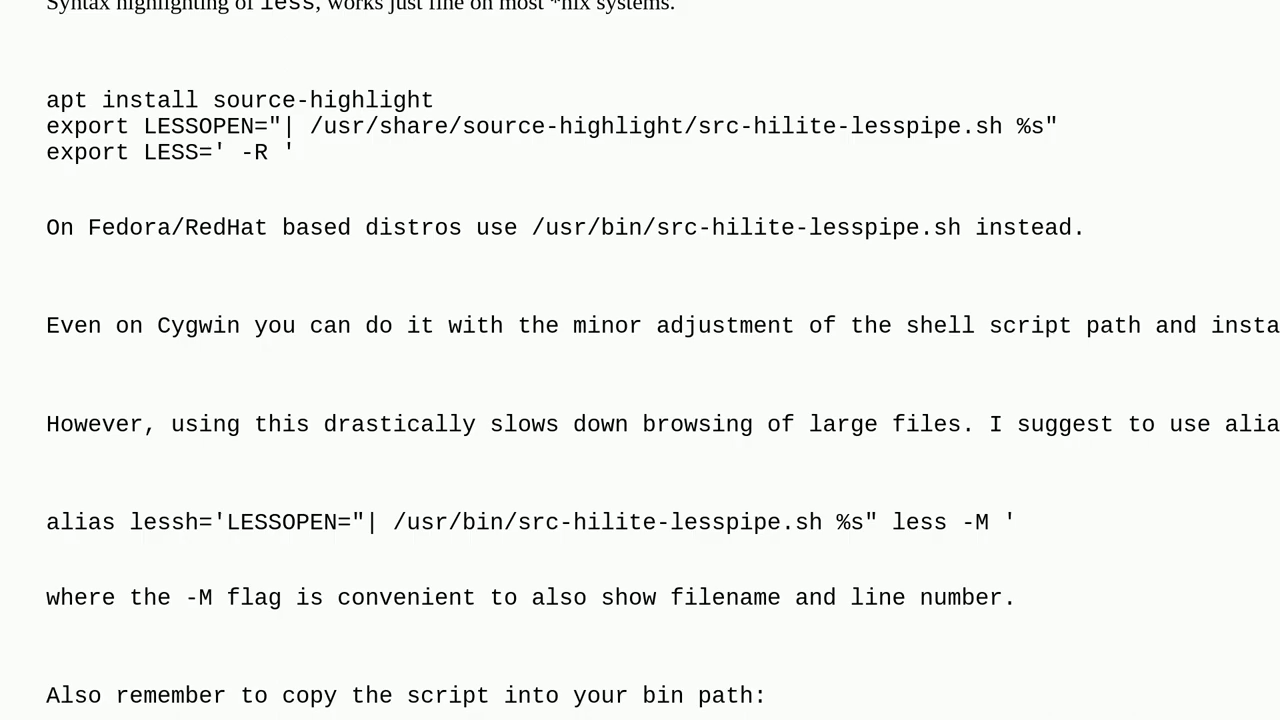 Syntax highlighting of less, works just fine on most *nix systems.
apt install source-highlight
export LESSOPEN="| /usr/share/source-highlight/src-hilite-lesspipe.sh %s"
export LESS=' -R '
On Fedora/RedHat based distros use /usr/bin/src-hilite-lesspipe.sh instead.
Even on Cygwin you can do it with the minor adjustment of the shell script path and insta
However, using this drastically slows down browsing of large files. I suggest to use alia
alias lessh='LESSOPEN="| /usr/bin/src-hilite-lesspipe.sh %s" less -M '
where the -M flag is convenient to also show filename and line number.
Also remember to copy the script into your bin path: